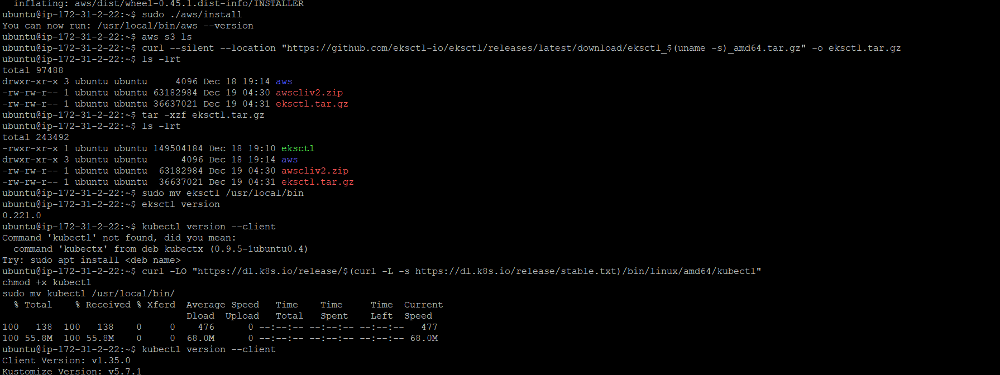 inflating: aws/dist/wheel-0.45.1.dist-info/INSTALLER
ubuntu@ip-172-31-2-22:~$ sudo ./aws/install
You can now run: /usr/local/bin/aws --version
ubuntu@ip-172-31-2-22:~$ aws s3 ls
ubuntu@ip-172-31-2-22:~$ curl --silent --location "https://github.com/eksctl-io/eksctl/releases/latest/download/eksctl_$(uname -s)_amd64.tar.gz" -o eksctl.tar.gz
ubuntu@ip-172-31-2-22:~$ ls -lrt
total 97488
drwxr-xr-x 3 ubuntu ubuntu     4096 Dec 18 19:14 aws
-rw-rw-r-- 1 ubuntu ubuntu 63182984 Dec 19 04:30 awscliv2.zip
-rw-rw-r-- 1 ubuntu ubuntu 36637021 Dec 19 04:31 eksctl.tar.gz
ubuntu@ip-172-31-2-22:~$ tar -xzf eksctl.tar.gz
ubuntu@ip-172-31-2-22:~$ ls -lrt
total 243492
-rwxr-xr-x 1 ubuntu ubuntu 149504184 Dec 18 19:10 eksctl
drwxr-xr-x 3 ubuntu ubuntu      4096 Dec 18 19:14 aws
-rw-rw-r-- 1 ubuntu ubuntu  63182984 Dec 19 04:30 awscliv2.zip
-rw-rw-r-- 1 ubuntu ubuntu  36637021 Dec 19 04:31 eksctl.tar.gz
ubuntu@ip-172-31-2-22:~$ sudo mv eksctl /usr/local/bin
ubuntu@ip-172-31-2-22:~$ eksctl version
0.221.0
ubuntu@ip-172-31-2-22:~$ kubectl version --client
Command 'kubectl' not found, did you mean:
  command 'kubectx' from deb kubectx (0.9.5-1ubuntu0.4)
Try: sudo apt install <deb name>
ubuntu@ip-172-31-2-22:~$ curl -LO "https://dl.k8s.io/release/$(curl -L -s https://dl.k8s.io/release/stable.txt)/bin/linux/amd64/kubectl"
chmod +x kubectl
sudo mv kubectl /usr/local/bin/
  % Total    % Received % Xferd  Average Speed   Time    Time     Time  Current
                                 Dload  Upload   Total   Spent    Left  Speed
100   138  100   138    0     0    476      0 --:--:-- --:--:-- --:--:--   477
100 55.8M  100 55.8M    0     0  68.0M      0 --:--:-- --:--:-- --:--:-- 68.0M
ubuntu@ip-172-31-2-22:~$ kubectl version --client
Client Version: v1.35.0
Kustomize Version: v5.7.1